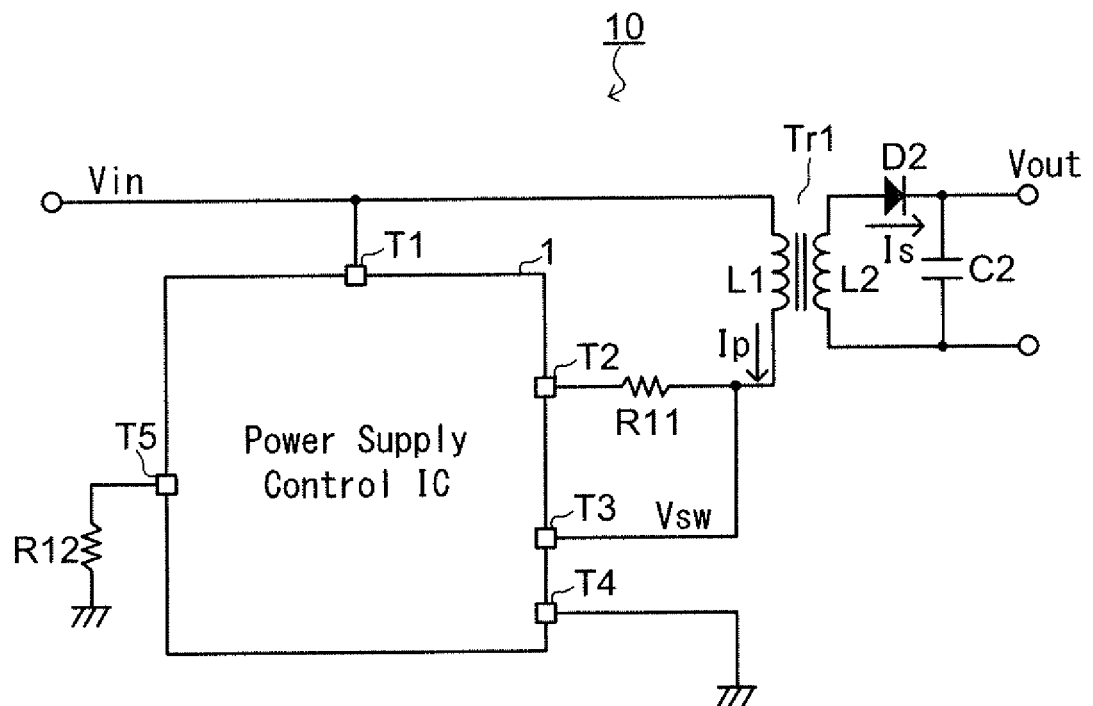 10
Tr1
D2
Vout
Vin
Is
T1
1
L1
L2
C2
Ip
T2
R11
Power Supply
Control IC
T5
T3
Vsw
R12
T4